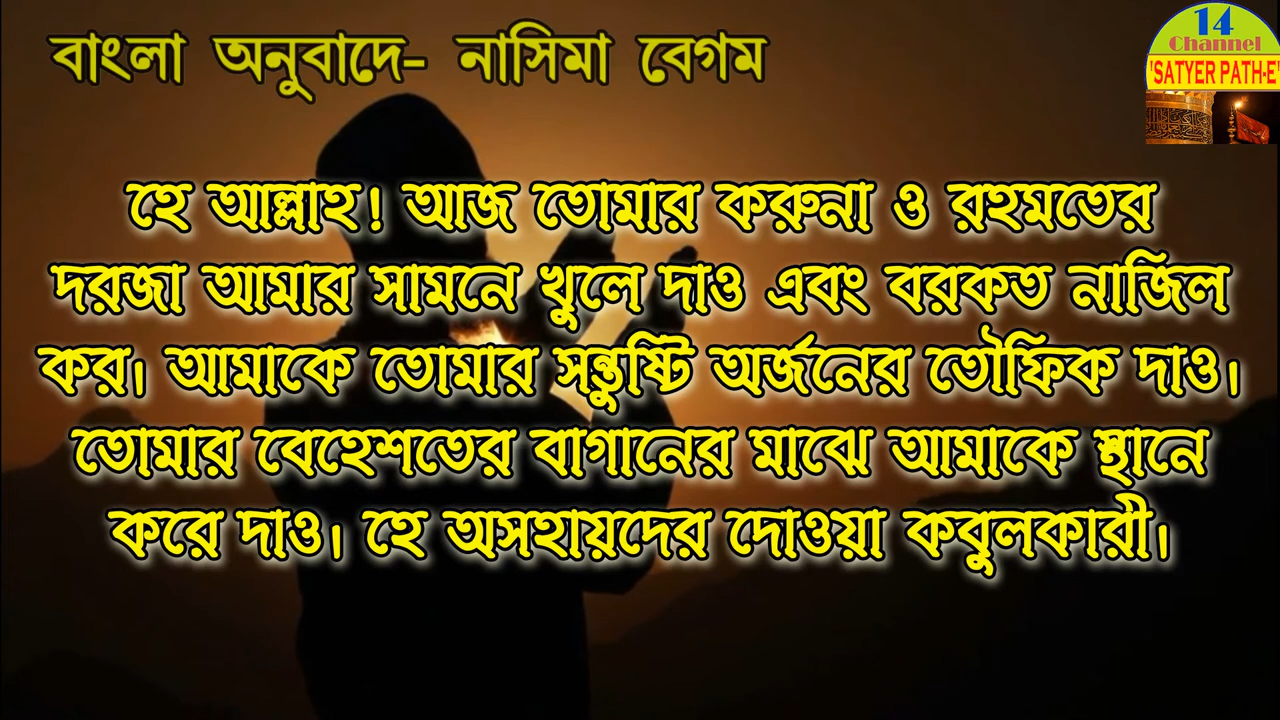 বাংলা অনুবাদে- নাসিমা বেগম
14
Channel
'SATYER PATH-E'
হে আল্লাহ! আজ তোমার করুনা ও রহমতের
দরজা আমার সামনে খুলে দাও এবং বরকত নাজিল
কর। আমাকে তোমার সন্তুষ্টি অর্জনের তৌফিক দাও।
তোমার বেহেশতের বাগানের মাঝে আমাকে স্থানে
করে দাও। হে অসহায়দের দোওয়া কবুলকারী।